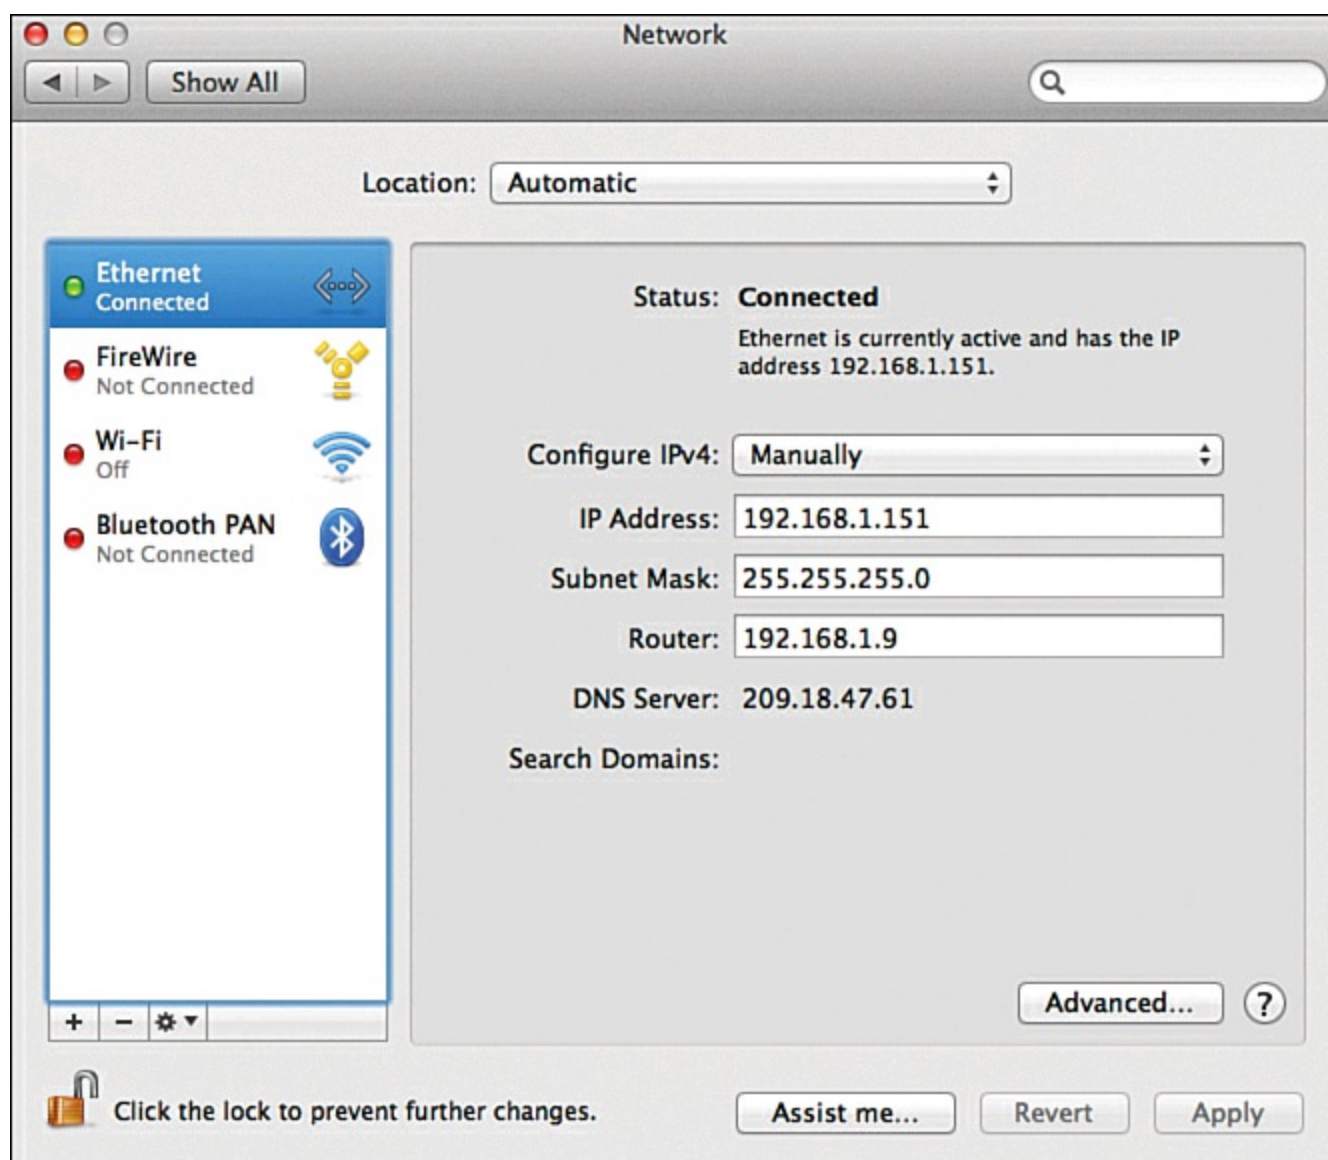 Network
Show All
Location: Automatic
Ethernet
Connected
FireWire
Not Connected
Wi-Fi
Off
Bluetooth PAN
Not Connected
Status: Connected
Ethernet is currently active and has the IP
address 192.168.1.151.
Configure IPv4: Manually
IP Address: 192.168.1.151
Subnet Mask: 255.255.255.0
Router: 192.168.1.9
DNS Server: 209.18.47.61
Search Domains:
Advanced... ?
Click the lock to prevent further changes.
Assist me... Revert Apply